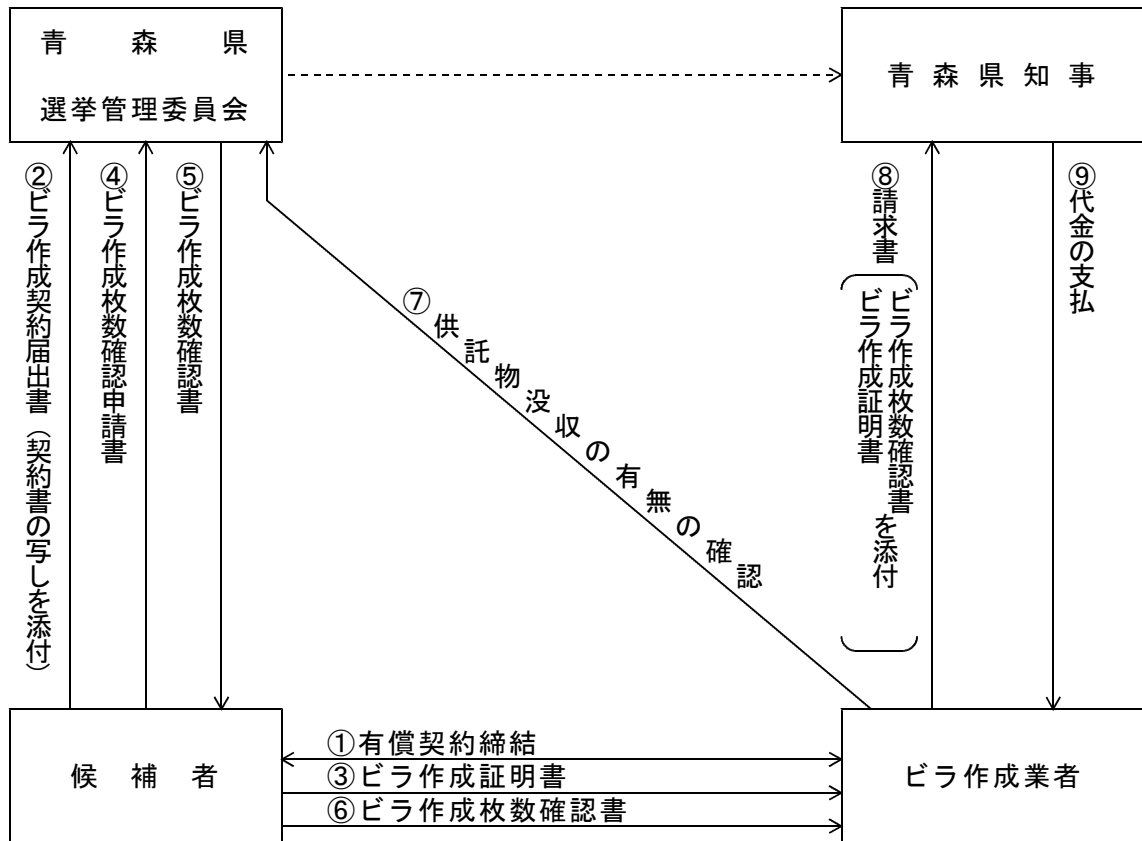 青森県
選挙管理委員会
青森県知事
②ビラ作成契約届出書（契約書の写しを添付）
④ビラ作成枚数確認申請書
⑤ビラ作成枚数確認書
⑦供託物没収の有無の確認
⑧請求書
ビラ作成枚数確認書
ビラ作成証明書
を添付
⑨代金の支払
候補者
①有償契約締結
③ビラ作成証明書
⑥ビラ作成枚数確認書
ビラ作成業者